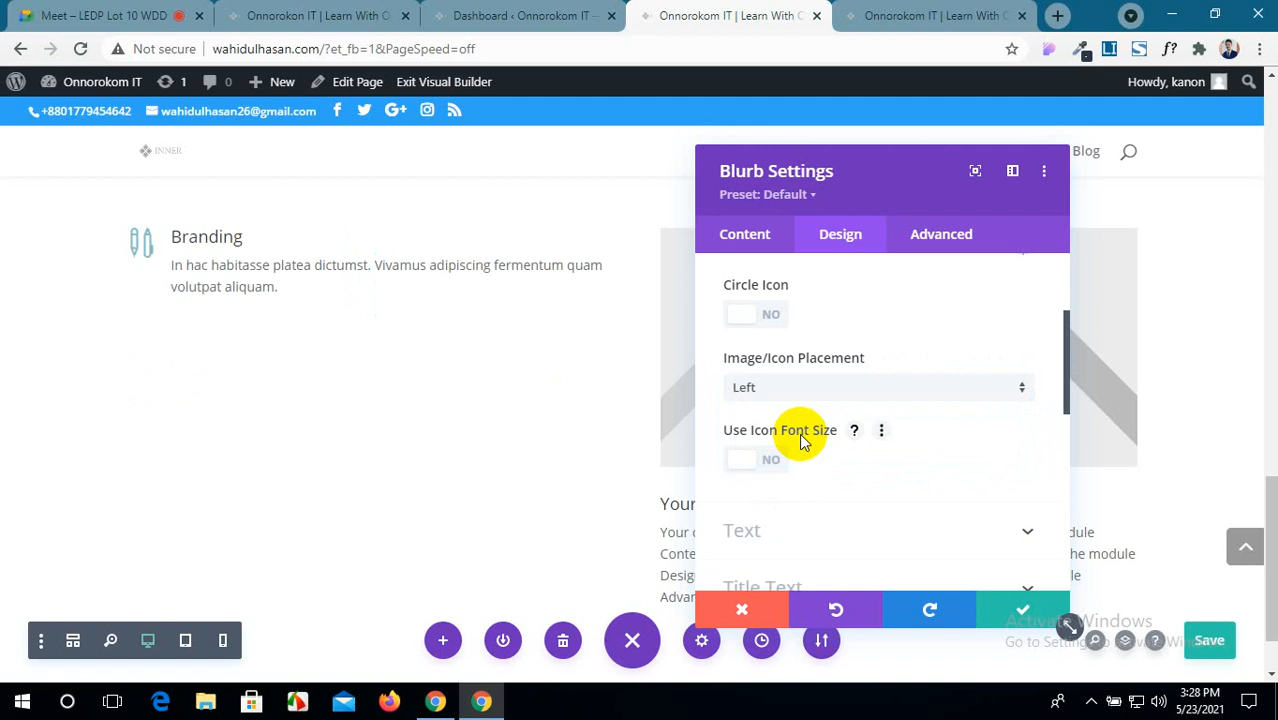 Meet – LEDP Lot 10 WDD
Onnorokom IT | Learn With O
Dashboard ‹ Onnorokom IT —
Onnorokom IT | Learn With O
Onnorokom IT | Learn With O
Not secure
wahidulhasan.com/?et_fb=1&PageSpeed=off
Onnorokom IT
1
New
Edit Page
Exit Visual Builder
Howdy, kanon
+8801779454642
wahidulhasan26@gmail.com
INNER
Blog
Branding
In hac habitasse platea dictumst. Vivamus adipiscing fermentum quam
volutpat aliquam.
Blurb Settings
Preset: Default
Content
Design
Advanced
Circle Icon
NO
Image/Icon Placement
Left
Use Icon Font Size
?
NO
Text
Title Text
Your
Your
dule
Conte
the module
Desig
le
Advan
Activate Windows
Go to Settings to Activate
Save
3:28 PM
5/23/2021